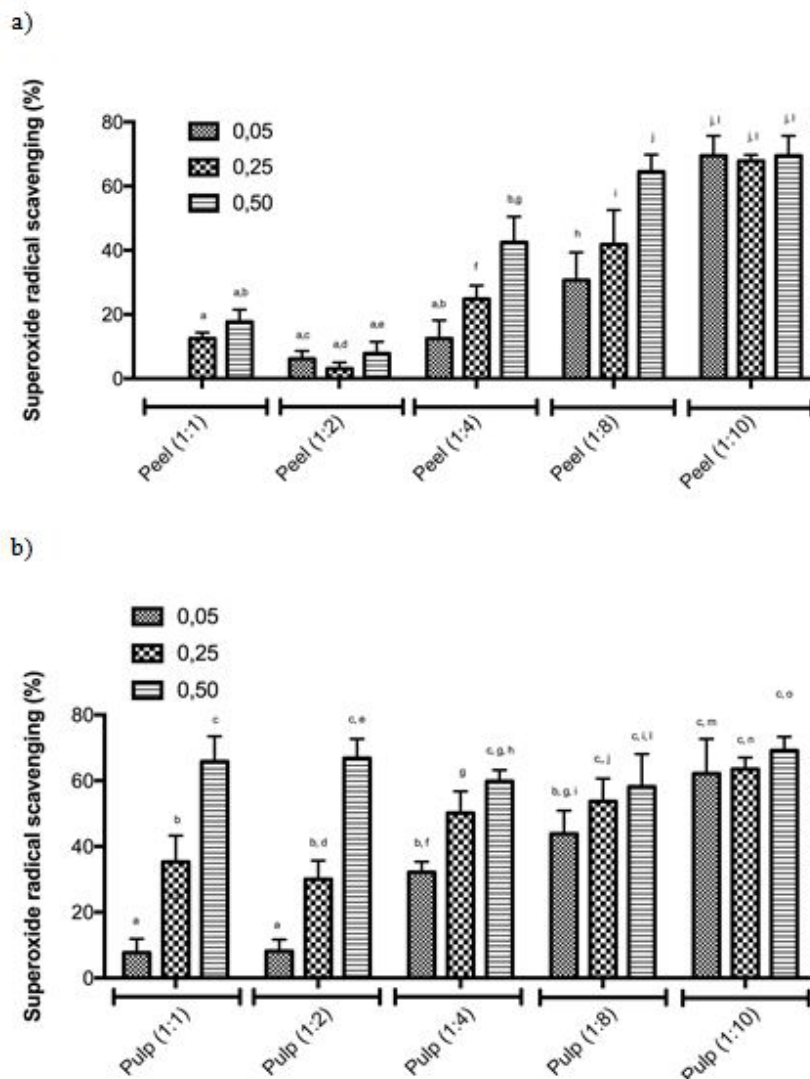 a)
Superoxide radical scavenging (%)
80
60
40
20
0
0,05
0,25
0,50
a
a,b
a,c
a,d
a,e
a,b
f
b,g
h
i
j
j,l
j,l
j,l
Peel (1:1)
Peel (1:2)
Peel (1:4)
Peel (1:8)
Peel (1:10)
b)
Superoxide radical scavenging (%)
80
60
40
20
0
0,05
0,25
0,50
a
b
c
a
b, d
c, e
b, f
g
c, g, h
b, g, i
c, j
c, i, l
c, m
c, n
c, o
Pulp (1:1)
Pulp (1:2)
Pulp (1:4)
Pulp (1:8)
Pulp (1:10)